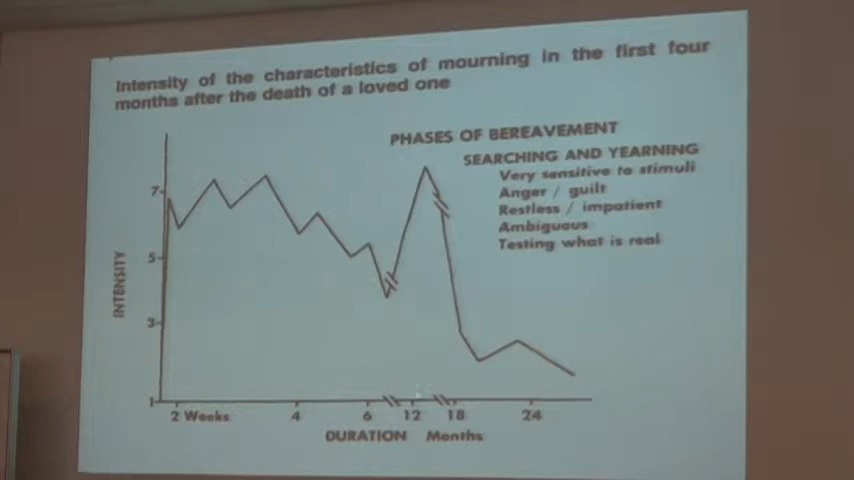 Intensity of the characteristics of mourning in the first four
months after the death of a loved one
PHASES OF BEREAVEMENT
SEARCHING AND YEARNING
Very sensitive to stimuli
Anger / guilt
Restless / impatient
Ambiguous
Testing what is real
INTENSITY
7
5
3
1
2 Weeks 4 6 12 18 24
DURATION Months